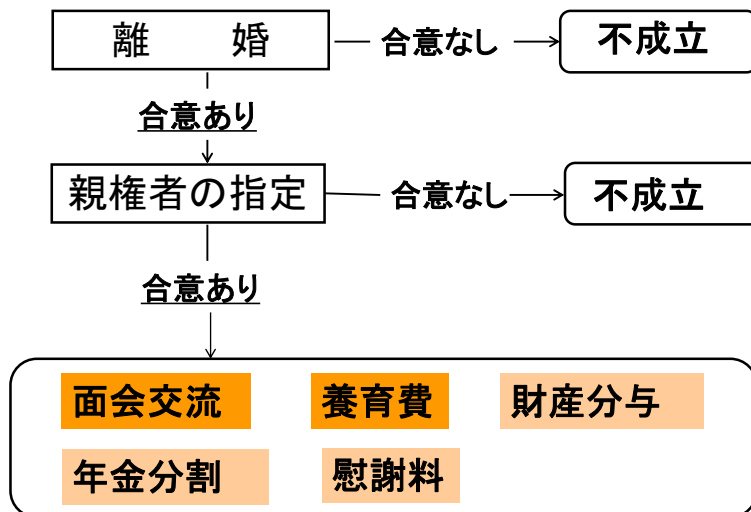 離　　婚 合意なし 不成立
合意あり
親権者の指定 合意なし 不成立
合意あり
面会交流 養育費 財産分与
年金分割 慰謝料